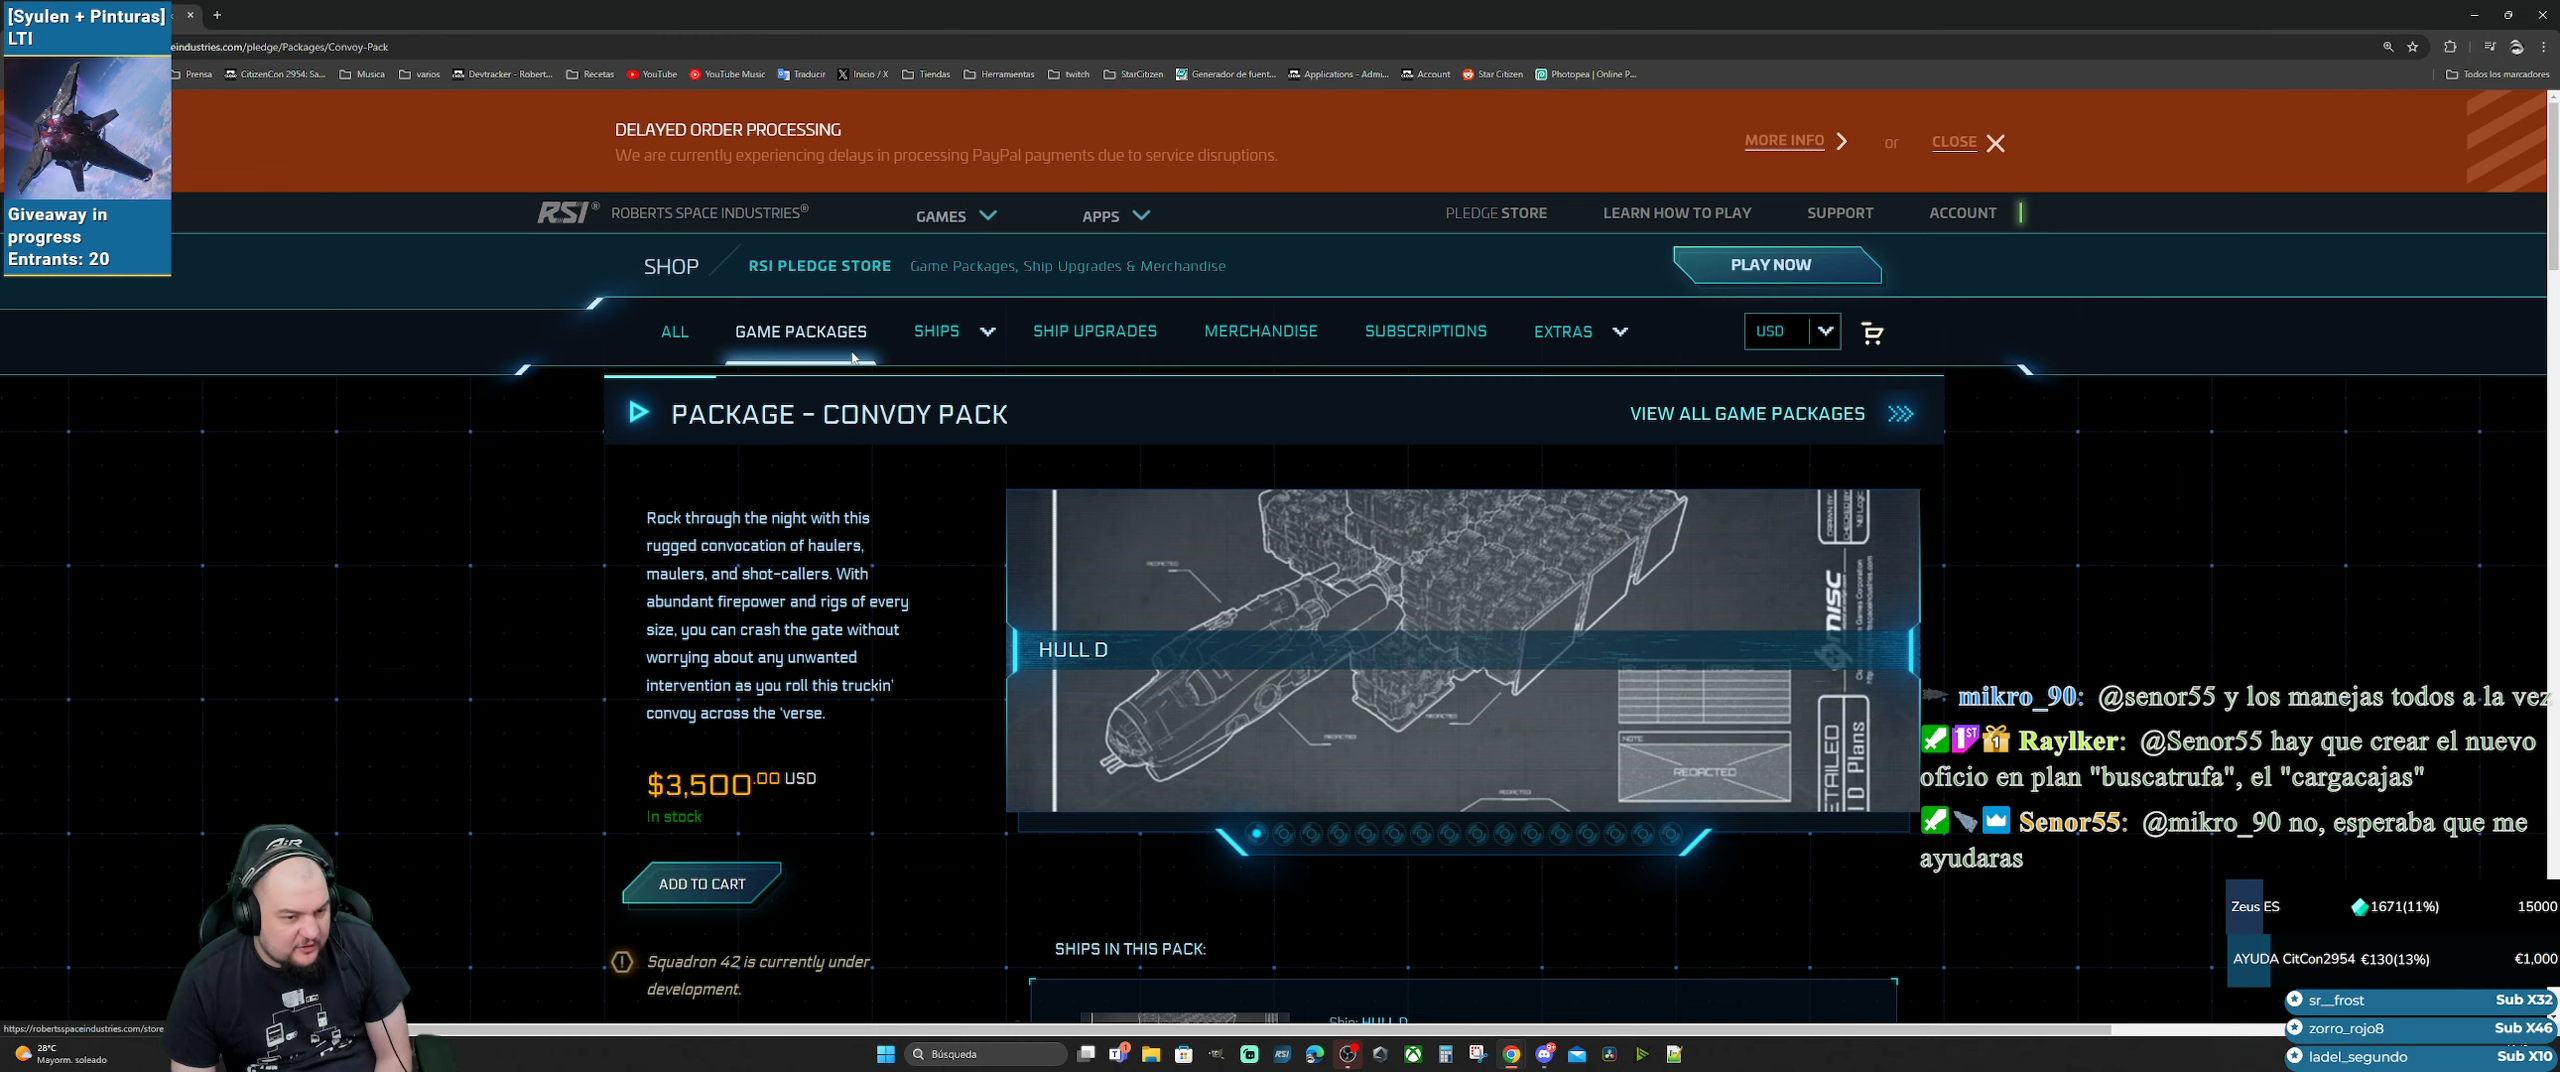 [Syulen + Pinturas]
LTI
Giveaway in
progress
Entrants: 20
eindustries.com/pledge/Packages/Convoy-Pack
Prensa CitizenCon 2954: Sa... Musica varios Devtracker - Robert... Recetas YouTube YouTube Music Traducir Inicio / X Tiendas Herramientas twitch StarCitizen Generador de fuent... Applications - Admi... Account Star Citizen Photopea | Online P... Todos los marcadores
DELAYED ORDER PROCESSING
We are currently experiencing delays in processing PayPal payments due to service disruptions.
MORE INFO or CLOSE
RSI® ROBERTS SPACE INDUSTRIES® GAMES APPS PLEDGE STORE LEARN HOW TO PLAY SUPPORT ACCOUNT
SHOP RSI PLEDGE STORE Game Packages, Ship Upgrades & Merchandise PLAY NOW
ALL GAME PACKAGES SHIPS SHIP UPGRADES MERCHANDISE SUBSCRIPTIONS EXTRAS USD
PACKAGE - CONVOY PACK VIEW ALL GAME PACKAGES
Rock through the night with this
rugged convocation of haulers,
maulers, and shot-callers. With
abundant firepower and rigs of every
size, you can crash the gate without
worrying about any unwanted
intervention as you roll this truckin'
convoy across the 'verse.
$3,500.00 USD
In stock
ADD TO CART
Squadron 42 is currently under
development.
HULL D
MISC
REDACTED
SHIPS IN THIS PACK:
Ship: HULL D
mikro_90: @senor55 y los manejas todos a la vez
1ST 1 Raylker: @Senor55 hay que crear el nuevo
oficio en plan "buscatrufa", el "cargacajas"
Senor55: @mikro_90 no, esperaba que me
ayudaras
Zeus ES 1671(11%) 15000
AYUDA CitCon2954 €130(13%) €1,000
sr__frost Sub X32
zorro_rojo8 Sub X46
ladel_segundo Sub X10
https://robertsspaceindustries.com/store
28°C
Mayorm. soleado
Búsqueda